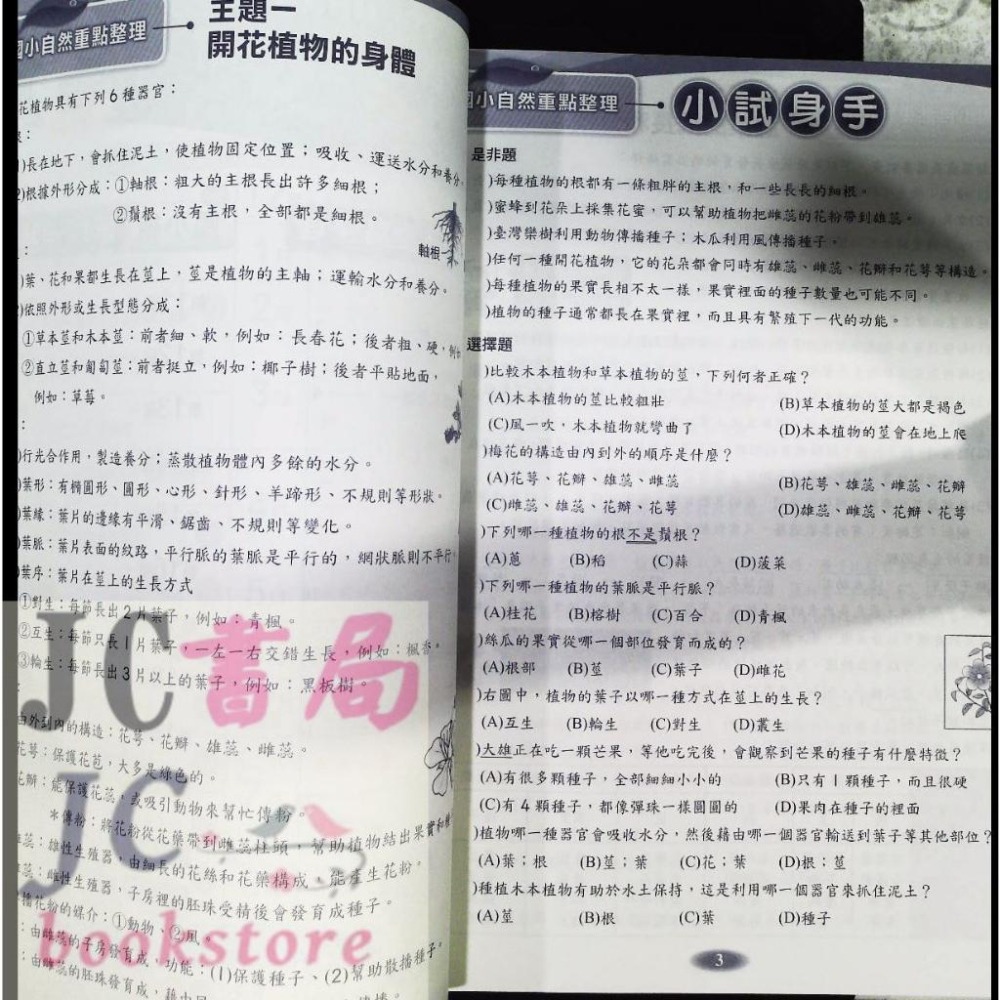 國小自然重點整理
主題一
開花植物的身體
花植物具有下列6種器官：
)長在地下，會抓住泥土，使植物固定位置；吸收、運送水分和養分
)根據外形分成：①軸根：粗大的主根長出許多細根；
②鬚根：沒有主根，全部都是細根。
軸根
)葉、花和果都生長在莖上，莖是植物的主軸；運輸水分和養分。
)依照外形或生長型態分成：
①草本莖和木本莖：前者細、軟，例如：長春花；後者粗、硬，例如
②直立莖和匍匐莖：前者挺立，例如：椰子樹；後者平貼地面，
例如：草莓。
)行光合作用，製造養分；蒸散植物體內多餘的水分。
)葉形：有橢圓形、圓形、心形、針形、羊蹄形、不規則等形狀。
)葉緣：葉片的邊緣有平滑、鋸齒、不規則等變化。
)葉脈：葉片表面的紋路，平行脈的葉脈是平行的，網狀脈則不平行
)葉序：葉片在莖上的生長方式
①對生：每節長出2片葉子，例如：青楓。
②互生：每節只長1片葉子，一左一右交錯生長，例如：楓香。
③輪生：每節長出3片以上的葉子，例如：黑板樹。
由外到內的構造：花萼、花瓣、雄蕊、雌蕊。
花萼：保護花苞，大多是綠色的。
花瓣：能保護花蕊，或吸引動物來幫忙傳粉。
*傳粉：將花粉從花藥帶到雌蕊柱頭，幫助植物結出果實和
雄蕊：雄性生殖器，由細長的花絲和花藥構成，能產生花粉。
雌蕊：雌性生殖器，子房裡的胚珠受精後會發育成種子。
播花粉的媒介：①動物、②風。
：由雌蕊的子房發育成，功能：(1)保護種子、(2)幫助散播種子。
：由雌蕊的胚珠發育成，
JC書局
JC
bookstore
國小自然重點整理
小試身手
是非題
)每種植物的根都有一條粗胖的主根，和一些長長的細根。
)蜜蜂到花朵上採集花蜜，可以幫助植物把雌蕊的花粉帶到雄蕊。
)臺灣欒樹利用動物傳播種子；木瓜利用風傳播種子。
)任何一種開花植物，它的花朵都會同時有雄蕊、雌蕊、花瓣和花萼等構造。
)每種植物的果實長相不太一樣，果實裡面的種子數量也可能不同。
)植物的種子通常都長在果實裡，而且具有繁殖下一代的功能。
選擇題
)比較木本植物和草本植物的莖，下列何者正確？
(A)木本植物的莖比較粗壯 (B)草本植物的莖大都是褐色
(C)風一吹，木本植物就彎曲了 (D)木本植物的莖會在地上爬
)梅花的構造由內到外的順序是什麼？
(A)花萼、花瓣、雄蕊、雌蕊 (B)花萼、雄蕊、雌蕊、花瓣
(C)雌蕊、雄蕊、花瓣、花萼 (D)雄蕊、雌蕊、花瓣、花萼
)下列哪一種植物的根不是鬚根？
(A)蔥 (B)稻 (C)蒜 (D)菠菜
)下列哪一種植物的葉脈是平行脈？
(A)桂花 (B)榕樹 (C)百合 (D)青楓
)絲瓜的果實從哪一個部位發育而成的？
(A)根部 (B)莖 (C)葉子 (D)雌花
)右圖中，植物的葉子以哪一種方式在莖上的生長？
(A)互生 (B)輪生 (C)對生 (D)叢生
)大雄正在吃一顆芒果，等他吃完後，會觀察到芒果的種子有什麼特徵？
(A)有很多顆種子，全部細細小小的 (B)只有1顆種子，而且很硬
(C)有4顆種子，都像彈珠一樣圓圓的 (D)果肉在種子的裡面
)植物哪一種器官會吸收水分，然後藉由哪一個器官輸送到葉子等其他部位？
(A)葉；根 (B)莖；葉 (C)花；葉 (D)根；莖
)種植木本植物有助於水土保持，這是利用哪一個器官來抓住泥土？
(A)莖 (B)根 (C)葉 (D)種子
3